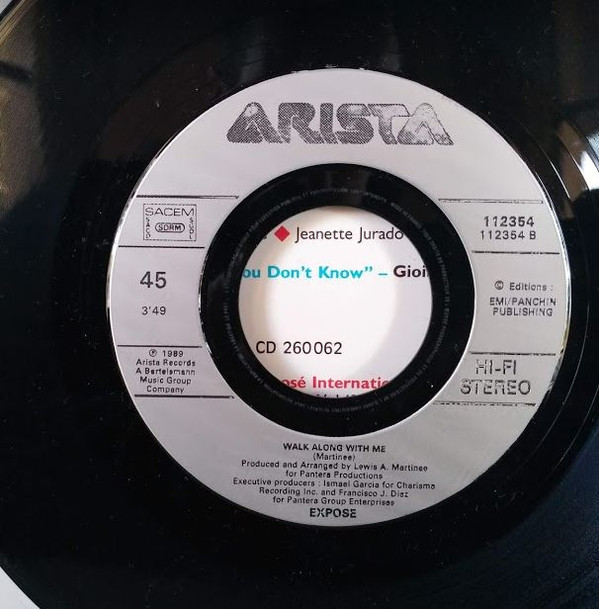 ARISTA
SACEM
SACD
SDRM
SGDL
112354
112354 B
45
3'49
℗ 1989
Arista Records
A Bertelsmann
Music Group
Company
© Editions :
EMI/PANCHIN
PUBLISHING
HI-FI
STEREO
◆ Jeanette Jurado
ou Don't Know" – Gioi
CD 260062
osé Internatio
WALK ALONG WITH ME
(Martinee)
Produced and Arranged by Lewis A. Martinee
for Pantera Productions
Executive producers : Ismael Garcia for Charisma
Recording Inc. and Francisco J. Diaz
for Pantera Group Enterprises
EXPOSE